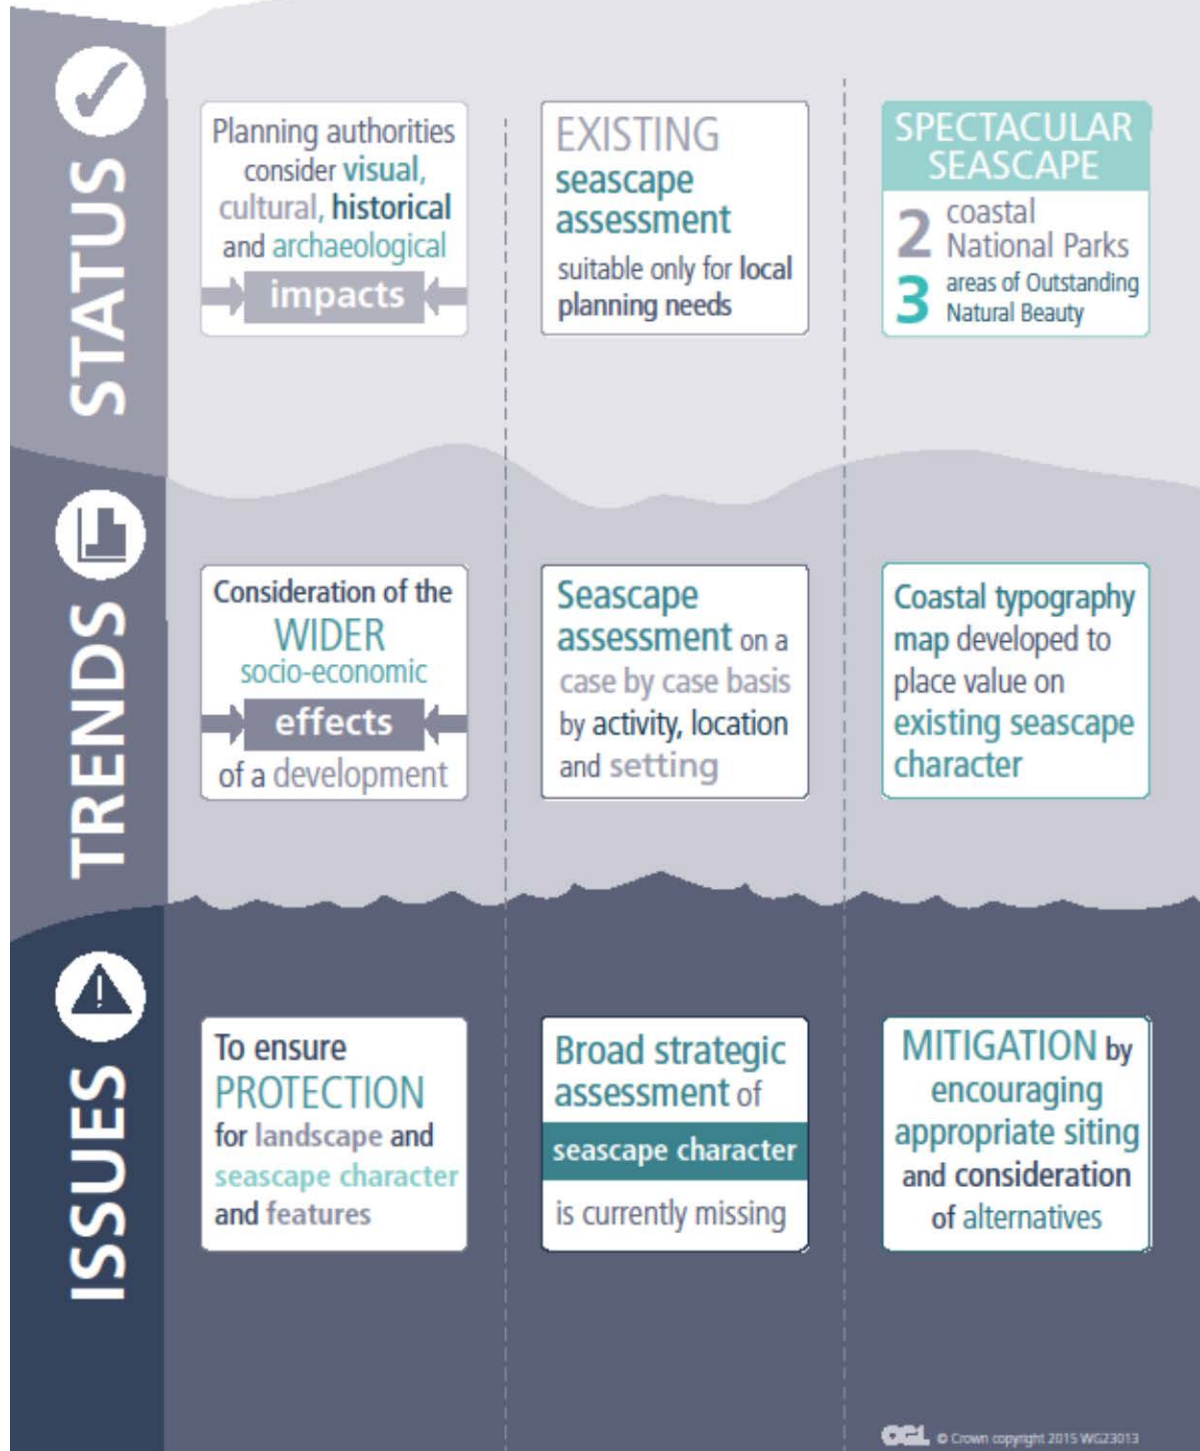 STATUS
Planning authorities
consider visual,
cultural, historical
and archaeological
impacts
EXISTING
seascape
assessment
suitable only for local
planning needs
SPECTACULAR
SEASCAPE
2 coastal
National Parks
3 areas of Outstanding
Natural Beauty
TRENDS
Consideration of the
WIDER
socio-economic
effects
of a development
Seascape
assessment on a
case by case basis
by activity, location
and setting
Coastal typography
map developed to
place value on
existing seascape
character
ISSUES
To ensure
PROTECTION
for landscape and
seascape character
and features
Broad strategic
assessment of
seascape character
is currently missing
MITIGATION by
encouraging
appropriate siting
and consideration
of alternatives
OGL © Crown copyright 2015 WG23013